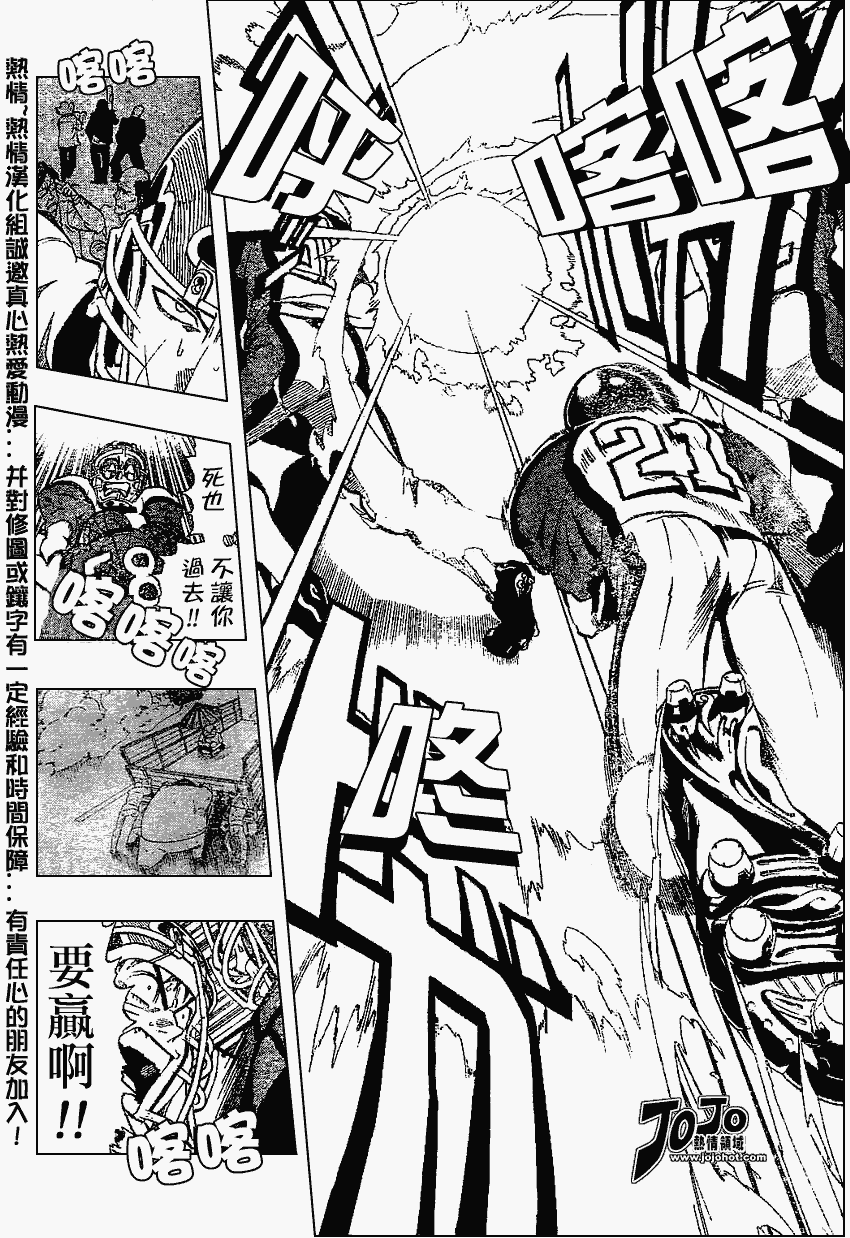 喀喀
呼
21
咚
喀喀
死也
不讓你
過去!!
喀喀喀
要贏啊!!
喀喀
熱情,熱情漢化組誠邀真心熱愛動漫...并對修圖或鑲字有一定經驗和時間保障...有責任心的朋友加入!
JOJO
熱情領域
www.jojohot.com